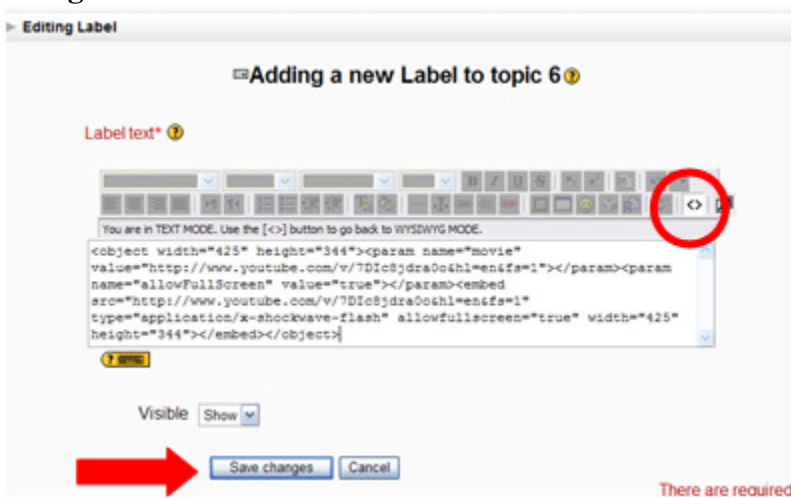 Editing Label
Adding a new Label to topic 6
Label text*
B I U S
You are in TEXT MODE. Use the [<>] button to go back to WYSIWYG MODE.
<object width="425" height="344"><param name="movie"
value="http://www.youtube.com/v/7DIc8jdra0o&hl=en&fs=1"></param><param
name="allowFullScreen" value="true"></param><embed
src="http://www.youtube.com/v/7DIc8jdra0o&hl=en&fs=1"
type="application/x-shockwave-flash" allowfullscreen="true" width="425"
height="344"></embed></object>
Visible Show
Save changes Cancel
There are required